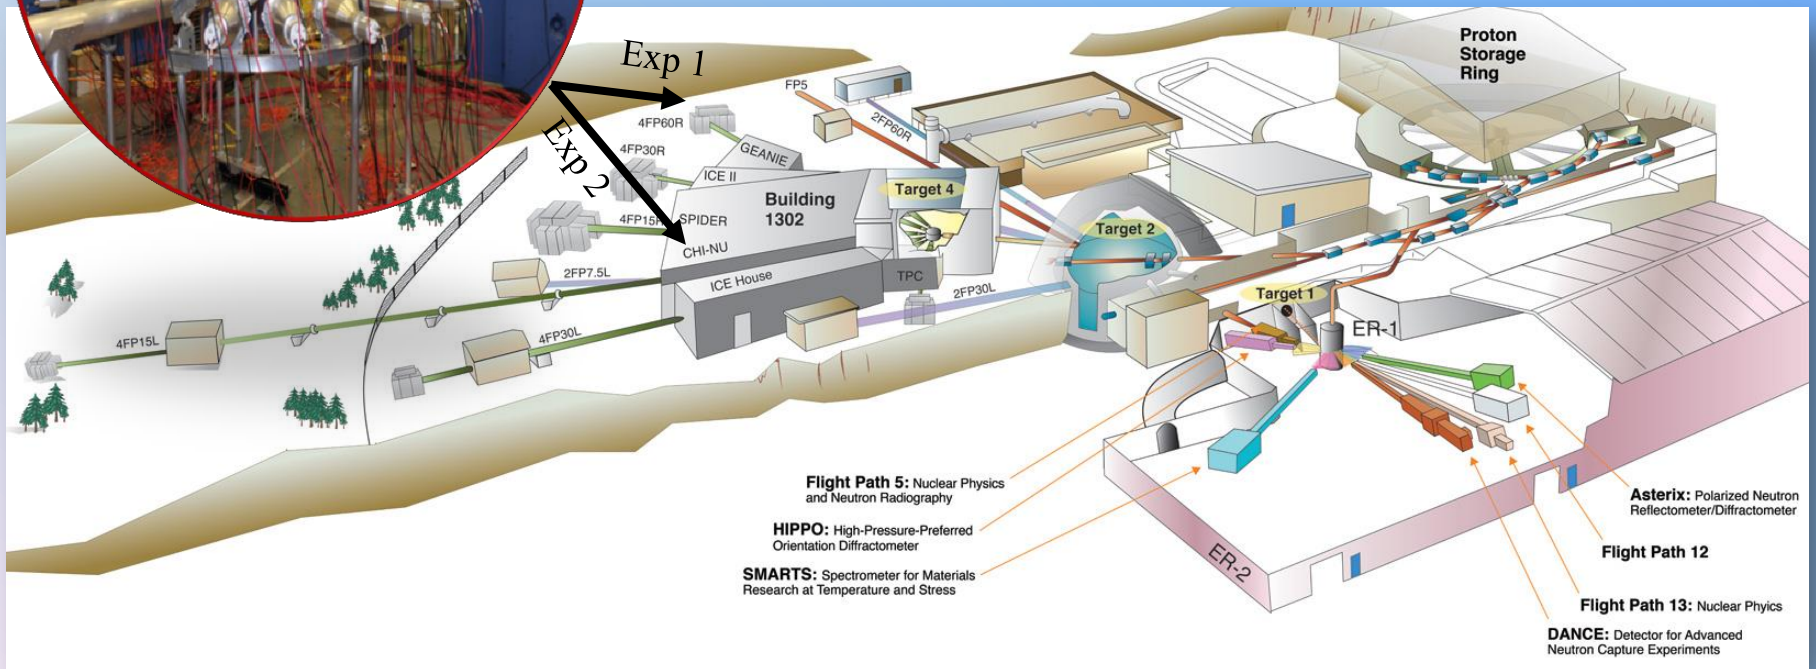 Exp 1
Exp 2
Proton
Storage
Ring
FP5
2FP60R
4FP60R
GEANIE
4FP30R
ICE II
Target 4
Building
1302
4FP15R
SPIDER
CHI-NU
Target 2
ICE House
TPC
2FP7.5L
2FP30L
Target 1
ER-1
4FP15L
4FP30L
Flight Path 5: Nuclear Physics
and Neutron Radiography
HIPPO: High-Pressure-Preferred
Orientation Diffractometer
SMARTS: Spectrometer for Materials
Research at Temperature and Stress
ER-2
Asterix: Polarized Neutron
Reflectometer/Diffractometer
Flight Path 12
Flight Path 13: Nuclear Phyics
DANCE: Detector for Advanced
Neutron Capture Experiments